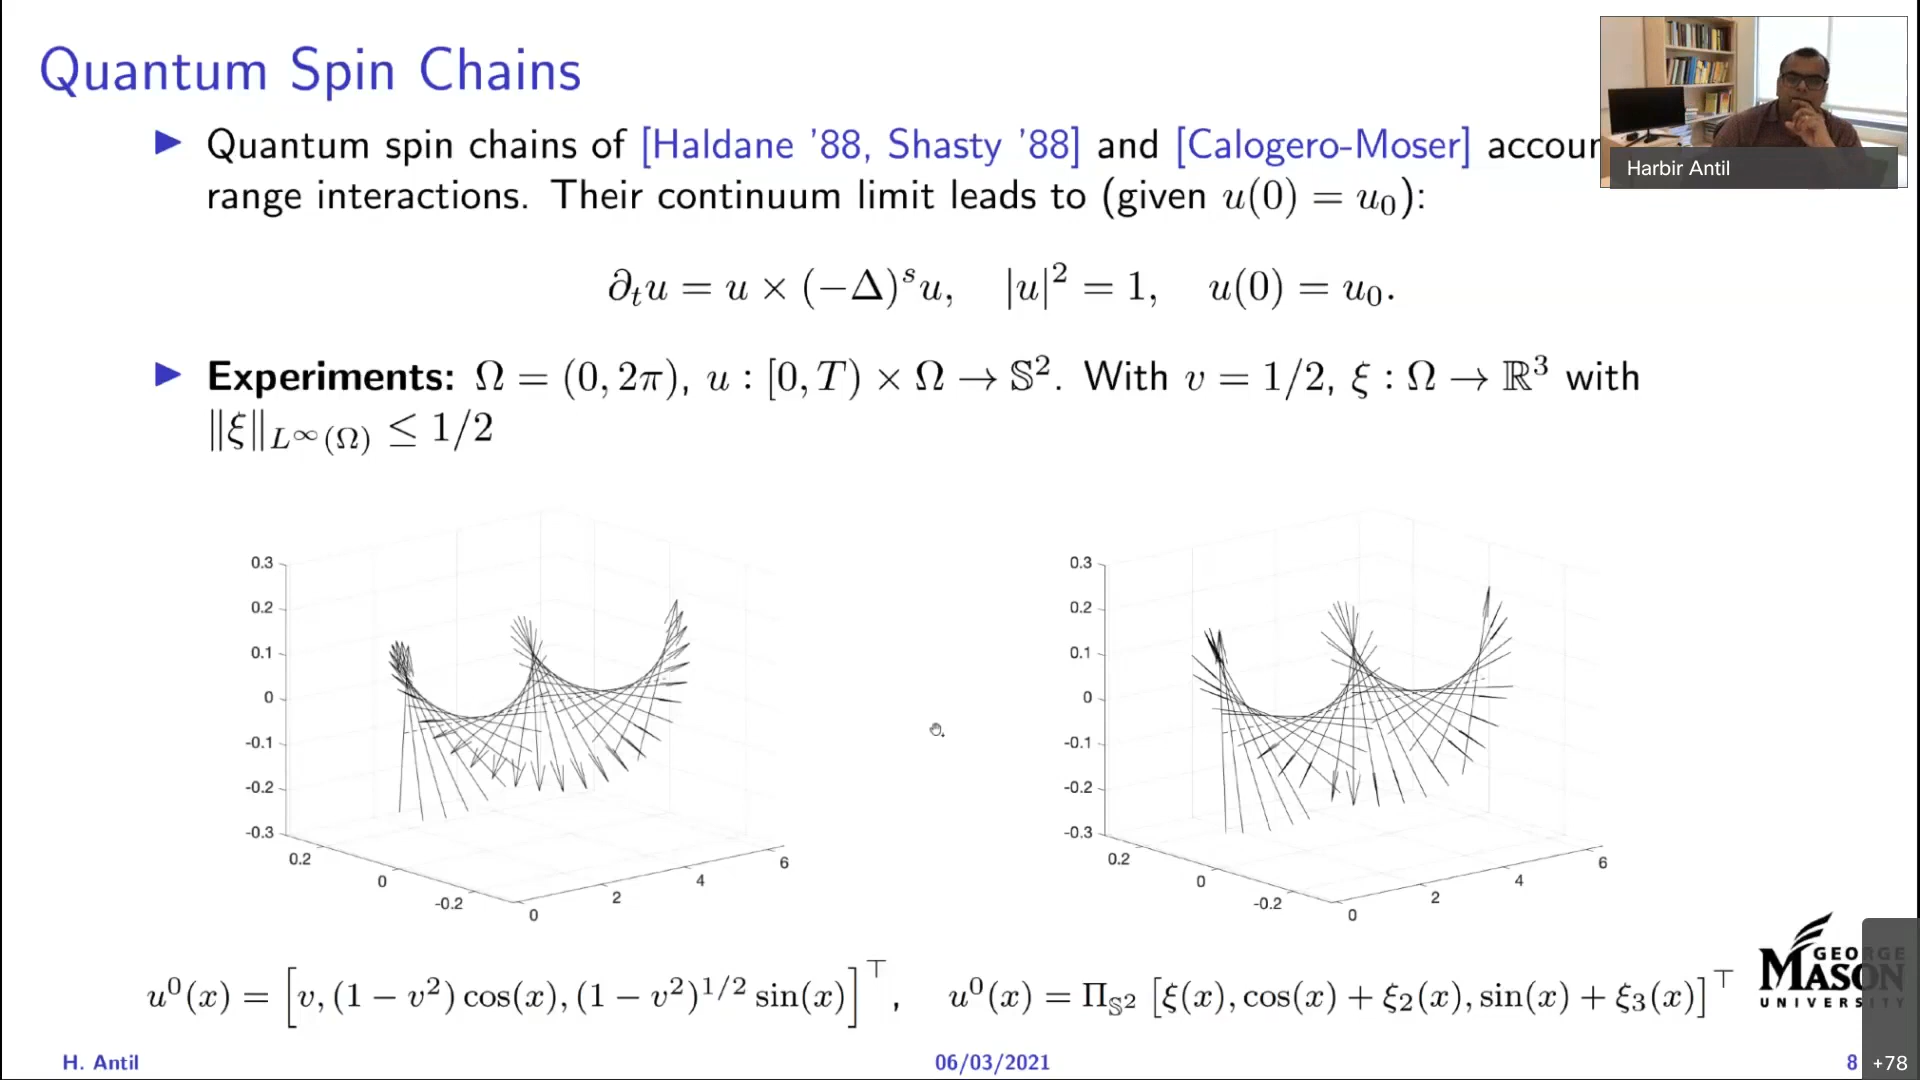 Quantum Spin Chains
▶ Quantum spin chains of [Haldane '88, Shasty '88] and [Calogero-Moser] accoun
range interactions. Their continuum limit leads to (given u(0) = u₀):
∂ₜu = u × (−Δ)ˢu, |u|² = 1, u(0) = u₀.
▶ Experiments: Ω = (0, 2π), u : [0, T) × Ω → 𝕊². With v = 1/2, ξ : Ω → ℝ³ with
‖ξ‖_{L^∞(Ω)} ≤ 1/2
Harbir Antil
0.3
0.2
0.1
0
-0.1
-0.2
-0.3
0.2
0
-0.2
0
2
4
6
0.3
0.2
0.1
0
-0.1
-0.2
-0.3
0.2
0
-0.2
0
2
4
6
u⁰(x) = [v, (1 − v²) cos(x), (1 − v²)^{1/2} sin(x)]^⊤, u⁰(x) = Π_{𝕊²} [ξ(x), cos(x) + ξ₂(x), sin(x) + ξ₃(x)]^⊤
GEORGE
MASON
UNIVERSITY
H. Antil 06/03/2021 8
+78